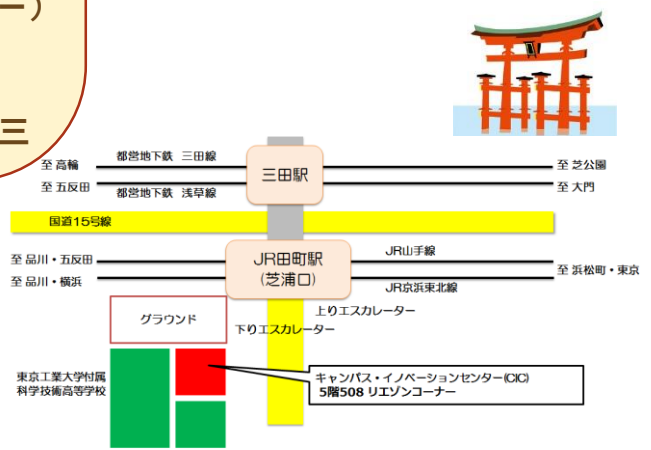 ー）
三
至 高輪
都営地下鉄 三田線
三田駅
至 芝公園
至 五反田
都営地下鉄 浅草線
至 大門
国道15号線
至 品川・五反田
JR田町駅
(芝浦口)
JR山手線
至 浜松町・東京
至 品川・横浜
JR京浜東北線
上りエスカレーター
グラウンド
下りエスカレーター
東京工業大学付属
科学技術高等学校
キャンパス・イノベーションセンター(CIC)
5階508 リエゾンコーナー